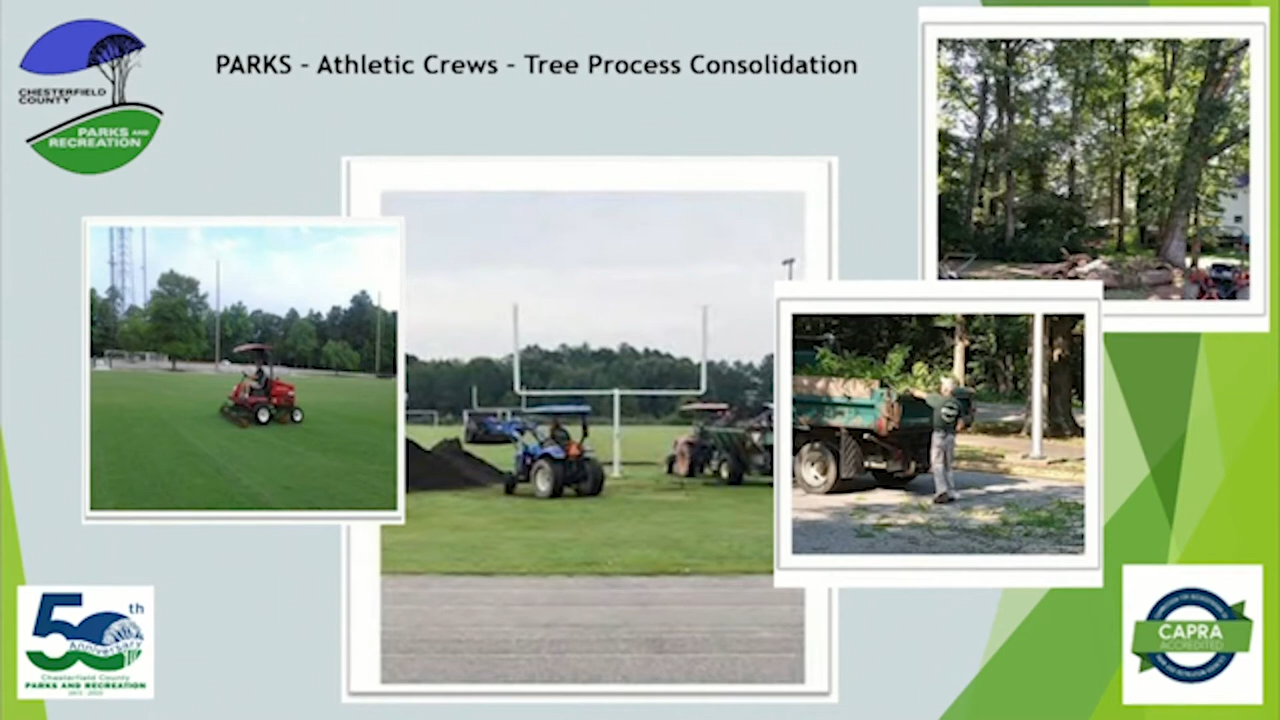 PARKS - Athletic Crews - Tree Process Consolidation
CHESTERFIELD
COUNTY
PARKS AND
RECREATION
50th
Anniversary
Chesterfield County
PARKS AND RECREATION
CAPRA
ACCREDITED